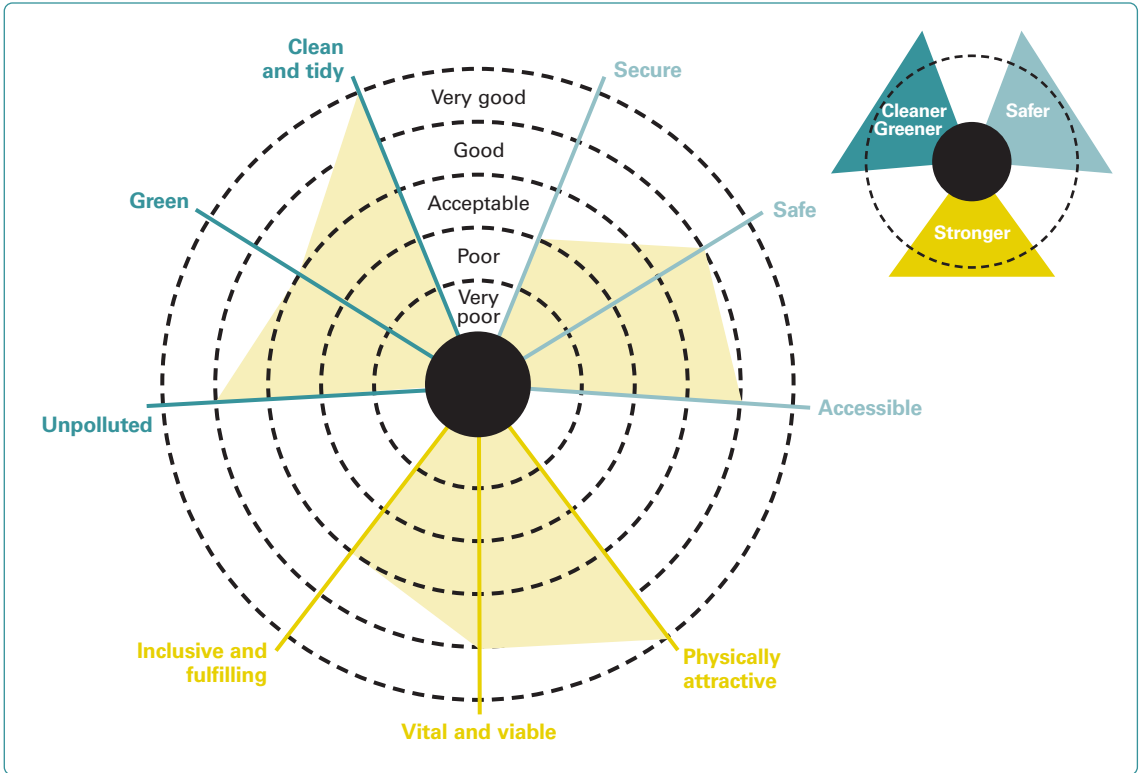 Clean
and tidy
Secure
Very good
Good
Acceptable
Poor
Very
poor
Green
Safe
Unpolluted
Accessible
Inclusive and
fulfilling
Physically
attractive
Vital and viable
Cleaner
Greener
Safer
Stronger